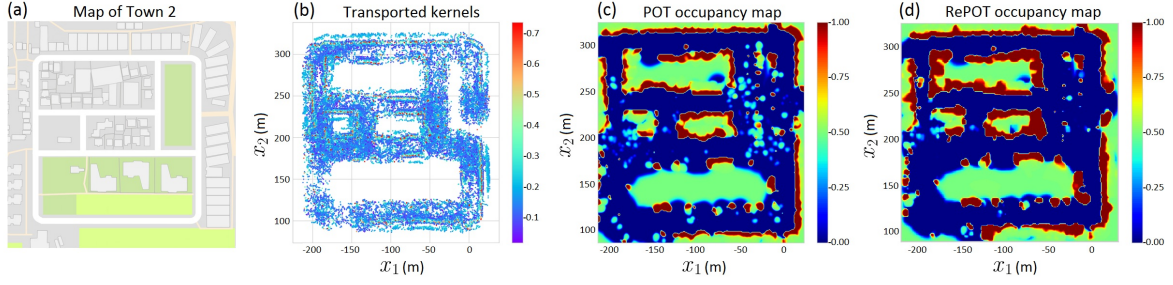 (a) Map of Town 2
(b) Transported kernels
300
250
200
150
100
-200 -150 -100 -50 0
x₂ (m)
x₁ (m)
0.7
0.6
0.5
-0.4
-0.3
-0.2
0.1
(c) POT occupancy map
300
250
200
150
100
-200 -150 -100 -50 0
x₂ (m)
x₁ (m)
1.00
0.75
-0.50
-0.25
0.00
(d) RePOT occupancy map
300
250
200
150
100
-200 -150 -100 -50 0
x₂ (m)
x₁ (m)
1.00
0.75
0.50
-0.25
0.00